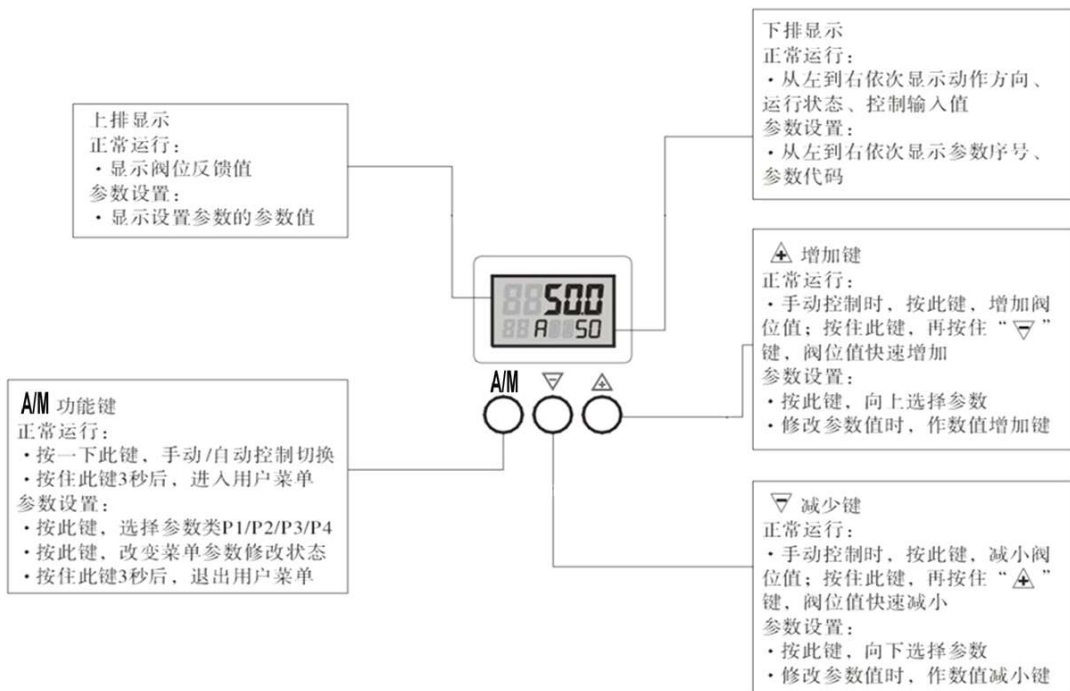 上排显示
正常运行：
·显示阀位反馈值
参数设置：
·显示设置参数的参数值
下排显示
正常运行：
·从左到右依次显示动作方向、
运行状态、控制输入值
参数设置：
·从左到右依次显示参数序号、
参数代码
50.0
A 50
A/M
A/M 功能键
正常运行：
·按一下此键，手动/自动控制切换
·按住此键3秒后，进入用户菜单
参数设置：
·按此键，选择参数类P1/P2/P3/P4
·按此键，改变菜单参数修改状态
·按住此键3秒后，退出用户菜单
增加键
正常运行：
·手动控制时，按此键，增加阀
位值；按住此键，再按住“ ”
键，阀位值快速增加
参数设置：
·按此键，向上选择参数
·修改参数值时，作数值增加键
减少键
正常运行：
·手动控制时，按此键，减小阀
位值；按住此键，再按住“ ”
键，阀位值快速减小
参数设置：
·按此键，向下选择参数
·修改参数值时，作数值减小键